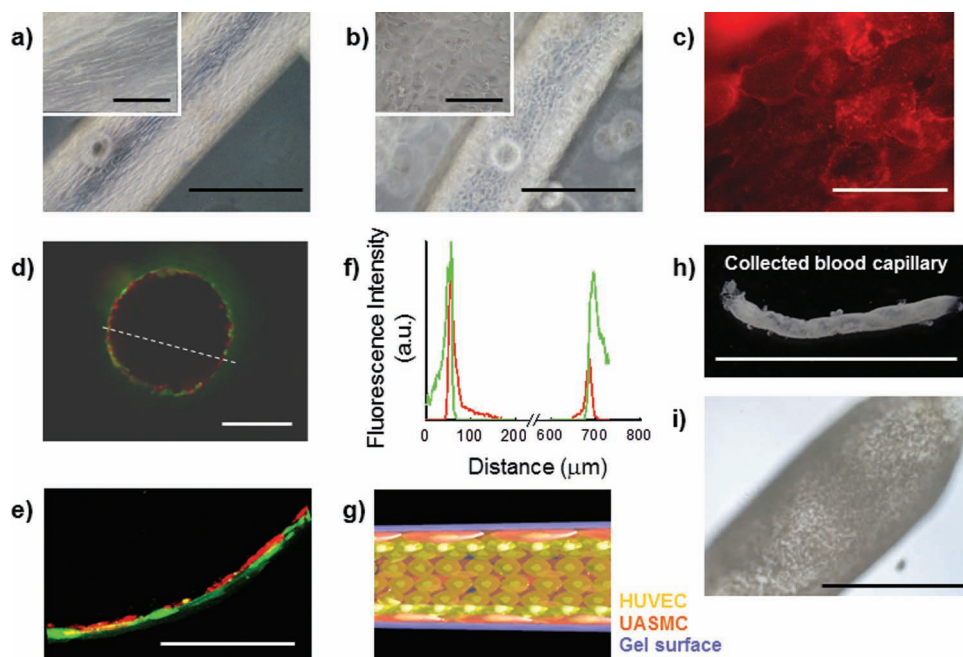 a)
b)
c)
d)
f)
Fluorescence Intensity
(a.u.)
0
100
200
600
700
800
Distance (μm)
h)
Collected blood capillary
i)
e)
g)
HUVEC
UASMC
Gel surface